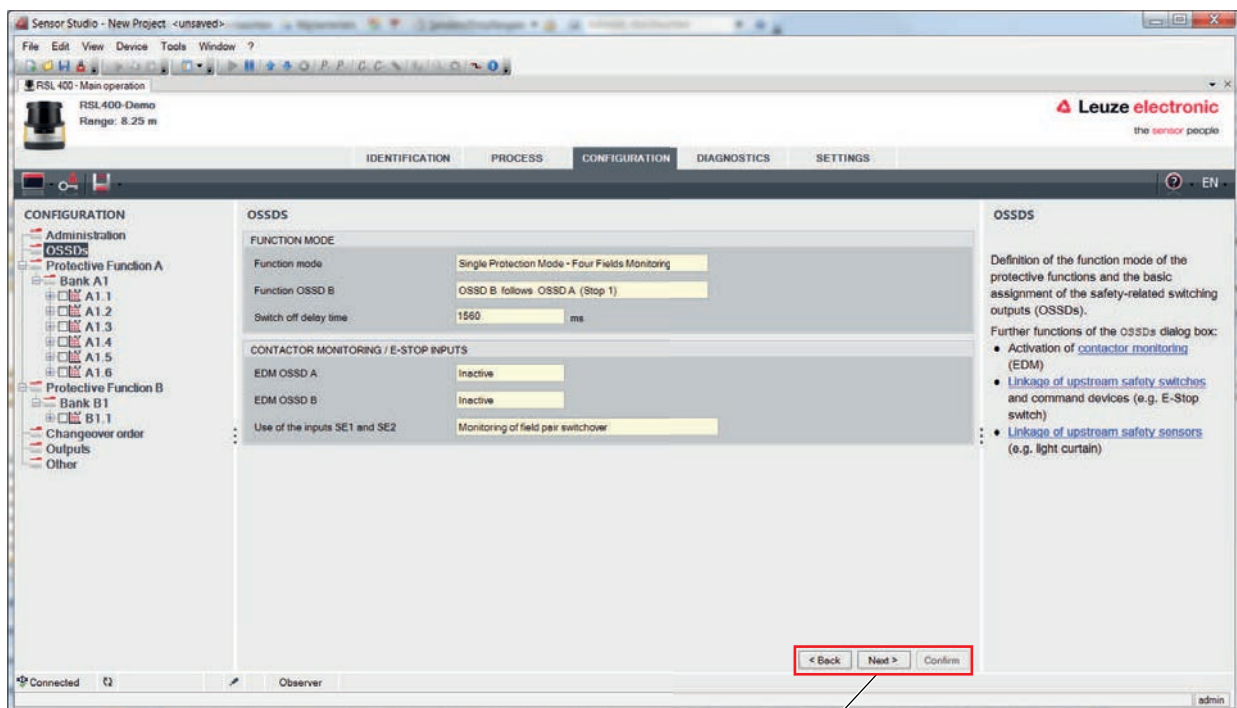 Sensor Studio - New Project <unsaved>
File Edit View Device Tools Window ?
RSL 400 - Main operation
RSL400-Demo
Range: 8.25 m
Leuze electronic
the sensor people
IDENTIFICATION PROCESS CONFIGURATION DIAGNOSTICS SETTINGS
EN
CONFIGURATION
Administration
OSSDs
Protective Function A
Bank A1
A1.1
A1.2
A1.3
A1.4
A1.5
A1.6
Protective Function B
Bank B1
B1.1
Changeover order
Outputs
Other
OSSDS
FUNCTION MODE
Function mode Single Protection Mode - Four Fields Monitoring
Function OSSD B OSSD B follows OSSD A (Stop 1)
Switch off delay time 1560 ms
CONTACTOR MONITORING / E-STOP INPUTS
EDM OSSD A Inactive
EDM OSSD B Inactive
Use of the inputs SE1 and SE2 Monitoring of field pair switchover
OSSDS
Definition of the function mode of the
protective functions and the basic
assignment of the safety-related switching
outputs (OSSDs).
Further functions of the OSSDs dialog box:
• Activation of contactor monitoring
(EDM)
• Linkage of upstream safety switches
and command devices (e.g. E-Stop
switch)
• Linkage of upstream safety sensors
(e.g. light curtain)
< Back Next > Confirm
Connected Observer
admin